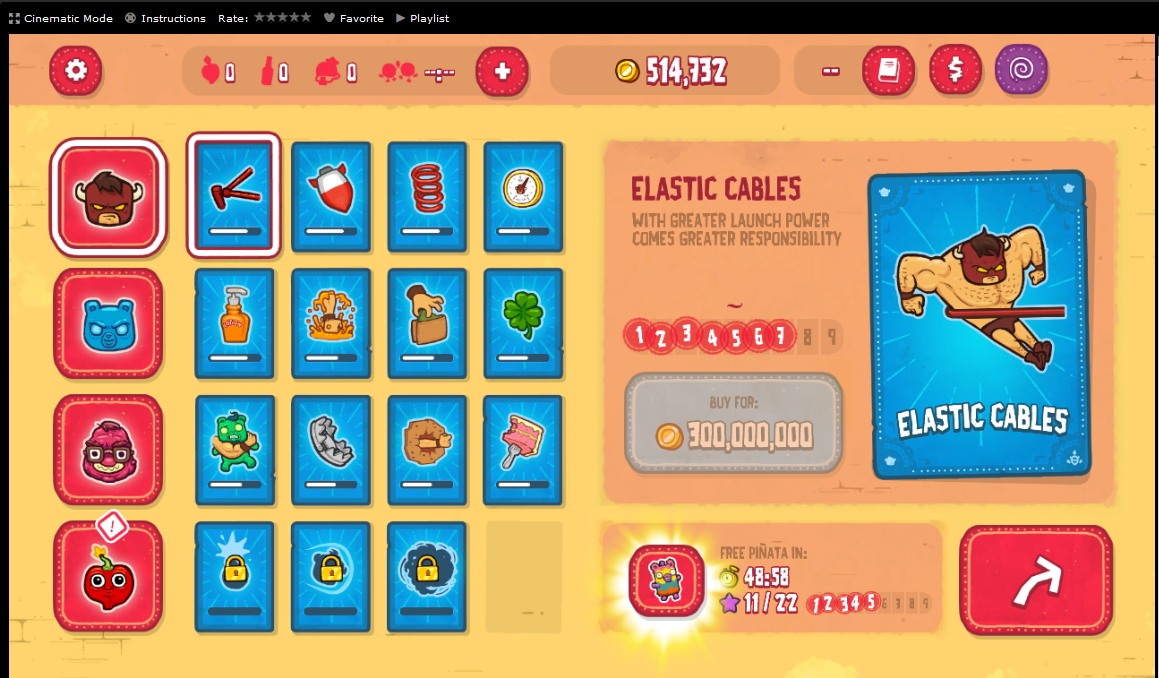 Cinematic Mode Instructions Rate: Favorite Playlist
0 0 0 514,732
ELASTIC CABLES
WITH GREATER LAUNCH POWER
COMES GREATER RESPONSIBILITY
1 2 3 4 5 6 7 8 9
BUY FOR:
300,000,000
ELASTIC CABLES
FREE PIÑATA IN:
48:58
11 / 22 1 2 3 4 5 6 7 8 9